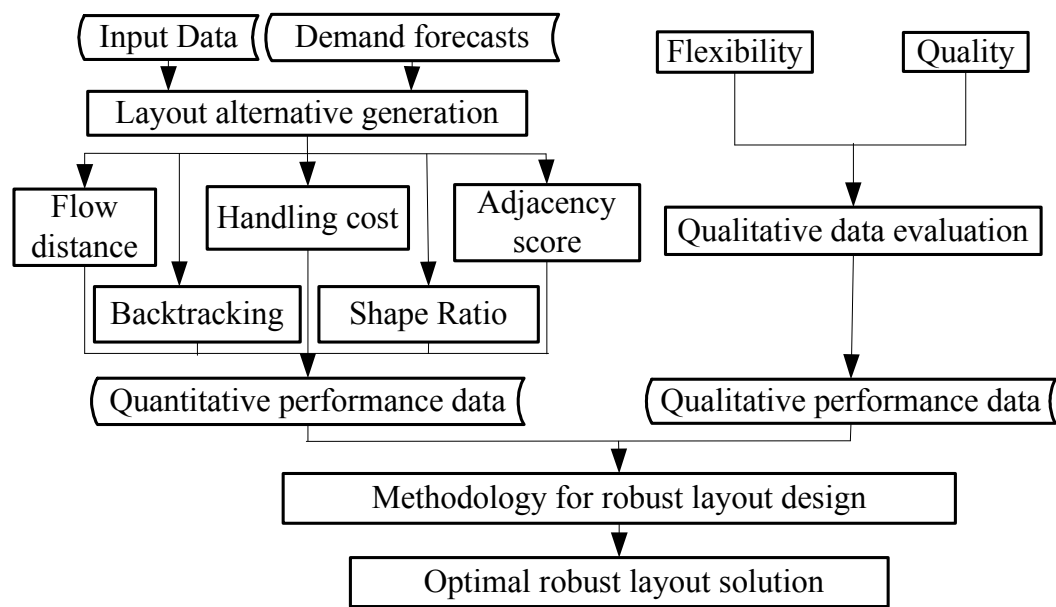 Input Data
Demand forecasts
Flexibility
Quality
Layout alternative generation
Flow
distance
Handling cost
Adjacency
score
Qualitative data evaluation
Backtracking
Shape Ratio
Quantitative performance data
Qualitative performance data
Methodology for robust layout design
Optimal robust layout solution